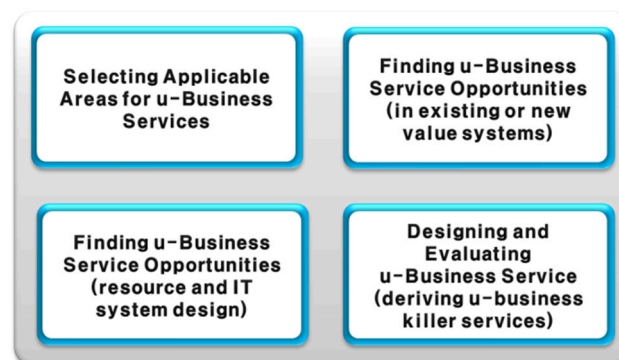 Selecting Applicable
Areas for u-Business
Services
Finding u-Business
Service Opportunities
(in existing or new
value systems)
Finding u-Business
Service Opportunities
(resource and IT
system design)
Designing and
Evaluating
u-Business Service
(deriving u-business
killer services)